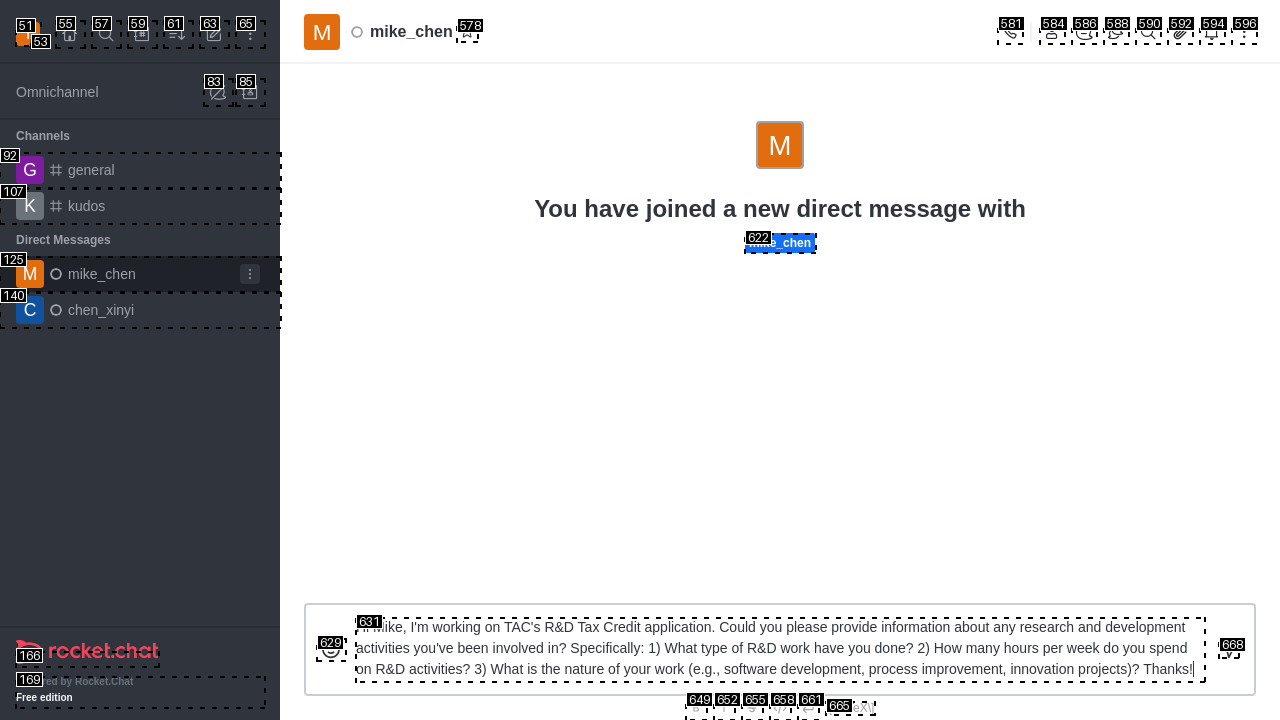 M
mike_chen
Omnichannel
Channels
G general
K kudos
Direct Messages
M mike_chen
C chen_xinyi
M
You have joined a new direct message with
Mike, I'm working on TAC's R&D Tax Credit application. Could you please provide information about any research and development
activities you've been involved in? Specifically: 1) What type of R&D work have you done? 2) How many hours per week do you spend
on R&D activities? 3) What is the nature of your work (e.g., software development, process improvement, innovation projects)? Thanks!
rocket.chat
by Rocket.Chat
Free edition
51
53
55
57
59
61
63
65
83
85
92
107
125
140
166
169
578
581
584
586
588
590
592
594
596
622
629
631
649
652
655
658
661
665
668